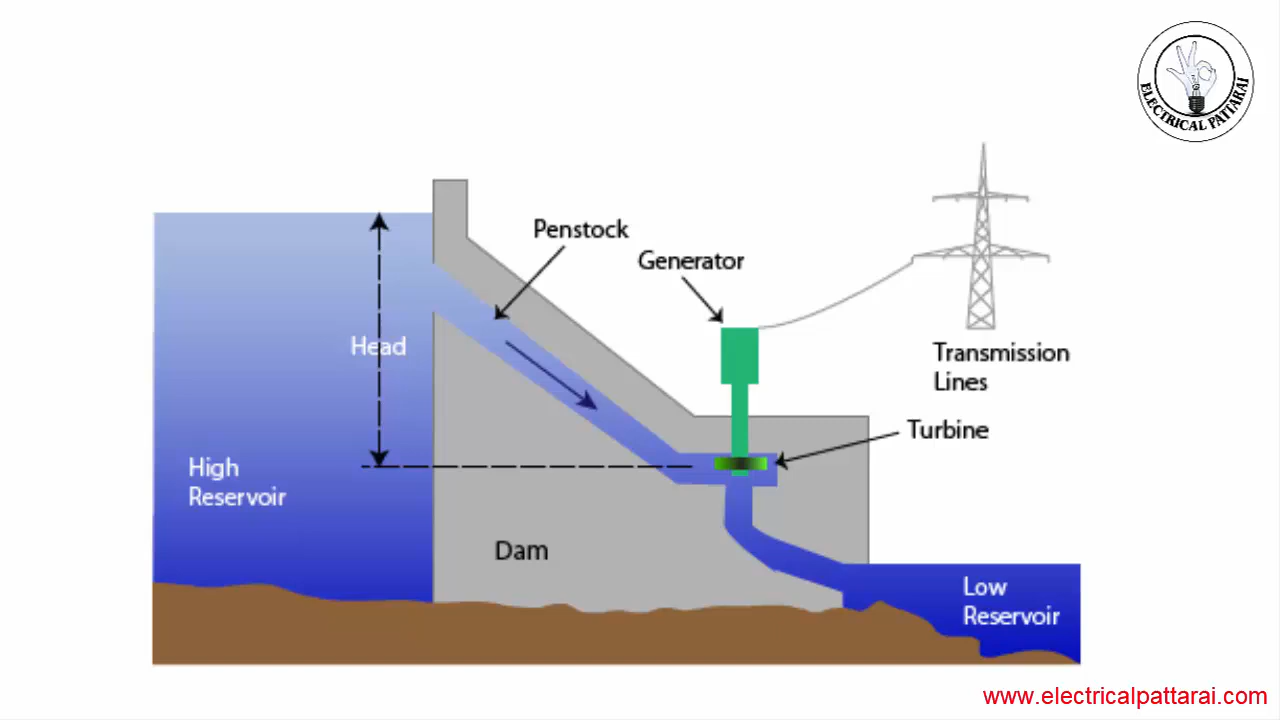 ELECTRICAL PATTARAI
Penstock
Generator
Head
Transmission
Lines
Turbine
High
Reservoir
Dam
Low
Reservoir
www.electricalpattarai.com